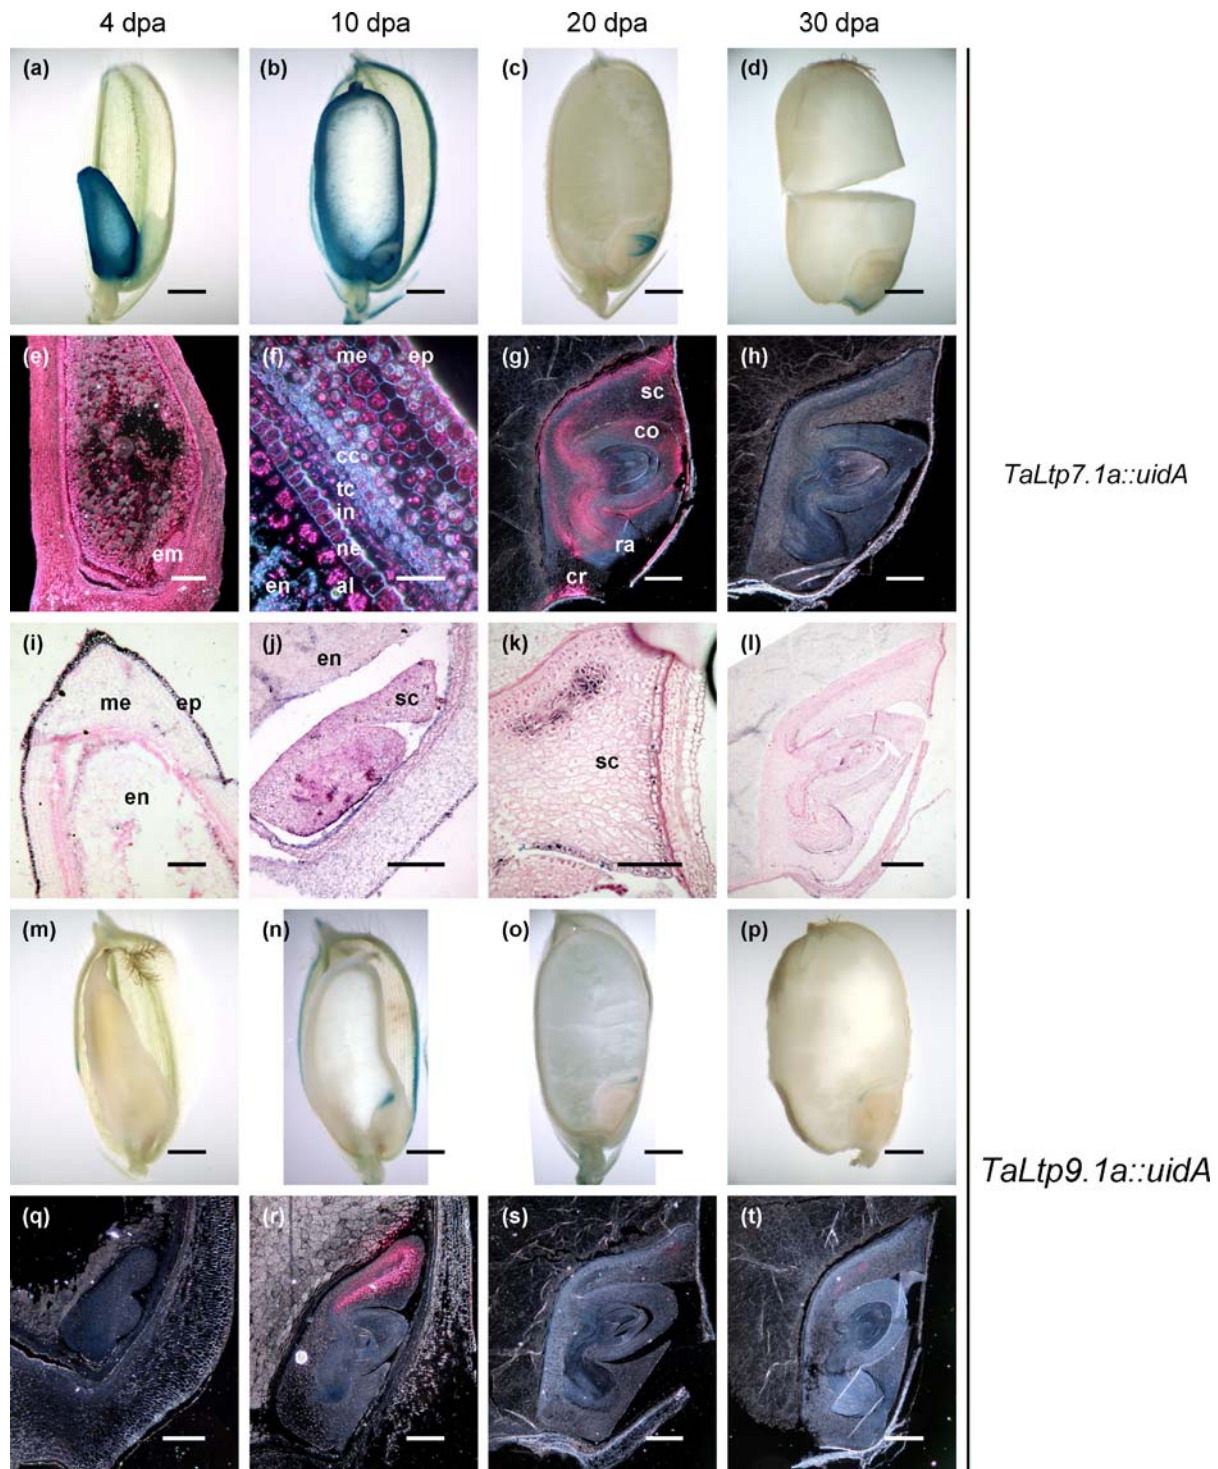 4 dpa 10 dpa 20 dpa 30 dpa
(a) (b) (c) (d)
(e) (f) me ep (g) (h)
sc
co
cc
tc
in
TaLtp7.1a::uidA
ne
em en al ra
cr
(i) (j) (k) (l)
en
me ep sc
sc
en
(m) (n) (o) (p)
TaLtp9.1a::uidA
(q) (r) (s) (t)